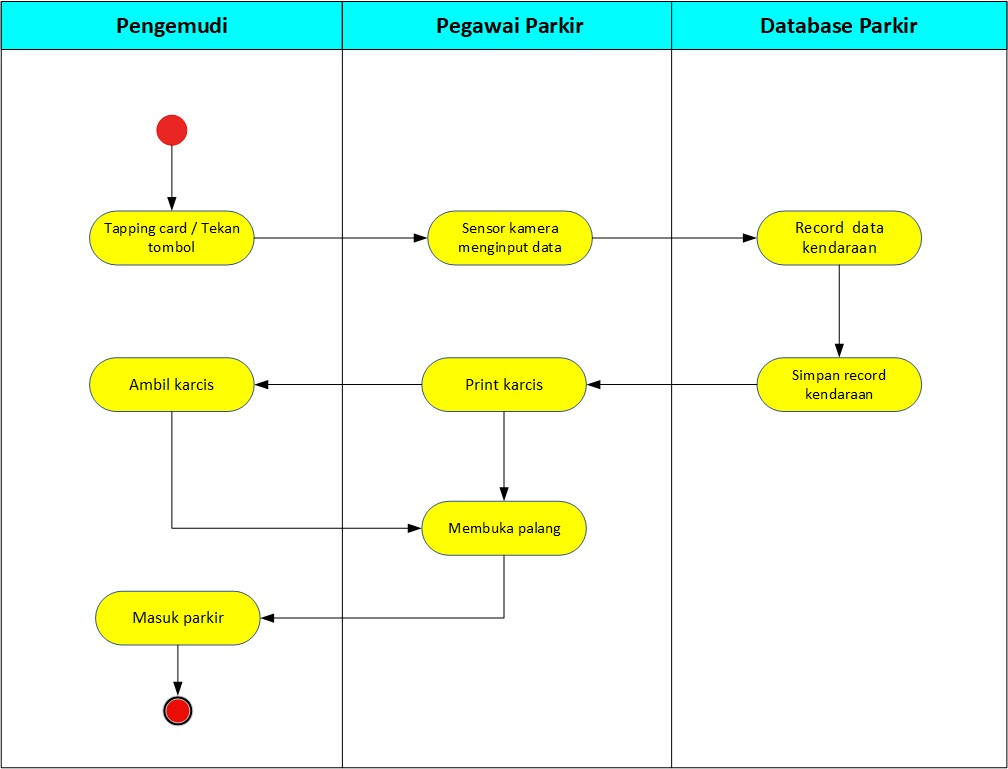 Pengemudi
Pegawai Parkir
Database Parkir
Tapping card / Tekan
tombol
Sensor kamera
menginput data
Record data
kendaraan
Ambil karcis
Print karcis
Simpan record
kendaraan
Membuka palang
Masuk parkir